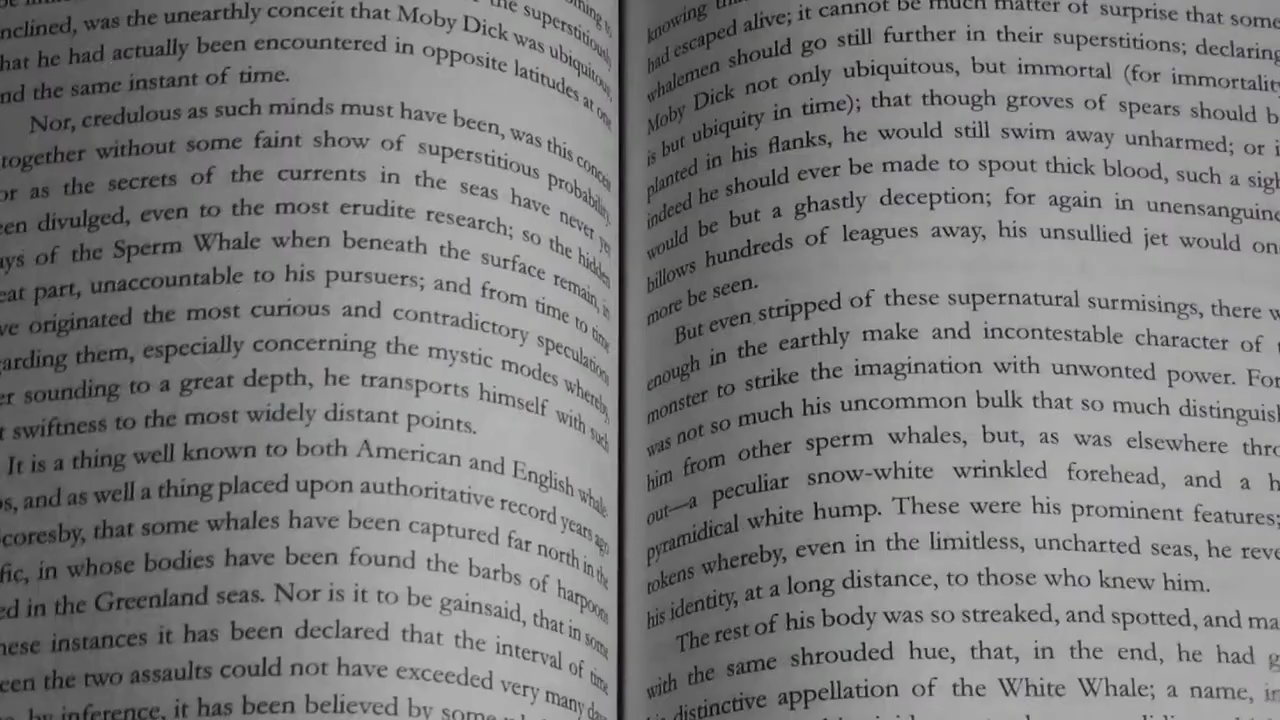 the superstitiously
nclined, was the unearthly conceit that Moby Dick was ubiquitous;
hat he had actually been encountered in opposite latitudes at one
nd the same instant of time.
Nor, credulous as such minds must have been, was this conceit
together without some faint show of superstitious probability.
or as the secrets of the currents in the seas have never yet
een divulged, even to the most erudite research; so the hidden
ays of the Sperm Whale when beneath the surface remain, in
eat part, unaccountable to his pursuers; and from time to time
ve originated the most curious and contradictory speculations
garding them, especially concerning the mystic modes whereby,
er sounding to a great depth, he transports himself with such
t swiftness to the most widely distant points.
It is a thing well known to both American and English whale-
os, and as well a thing placed upon authoritative record years ago
coresby, that some whales have been captured far north in the
fic, in whose bodies have been found the barbs of harpoons
ed in the Greenland seas. Nor is it to be gainsaid, that in some
hese instances it has been declared that the interval of time
een the two assaults could not have exceeded very many days.
by inference, it has been believed by some
knowing
had escaped alive; it cannot be much matter of surprise that some
whalemen should go still further in their superstitions; declaring
Moby Dick not only ubiquitous, but immortal (for immortality
is but ubiquity in time); that though groves of spears should b
planted in his flanks, he would still swim away unharmed; or i
indeed he should ever be made to spout thick blood, such a sigh
would be but a ghastly deception; for again in unensanguine
billows hundreds of leagues away, his unsullied jet would on
more be seen.
But even stripped of these supernatural surmisings, there w
enough in the earthly make and incontestable character of t
monster to strike the imagination with unwonted power. For
was not so much his uncommon bulk that so much distinguish
him from other sperm whales, but, as was elsewhere thro
out—a peculiar snow-white wrinkled forehead, and a h
pyramidical white hump. These were his prominent features;
tokens whereby, even in the limitless, uncharted seas, he reve
his identity, at a long distance, to those who knew him.
The rest of his body was so streaked, and spotted, and ma
with the same shrouded hue, that, in the end, he had g
distinctive appellation of the White Whale; a name, in